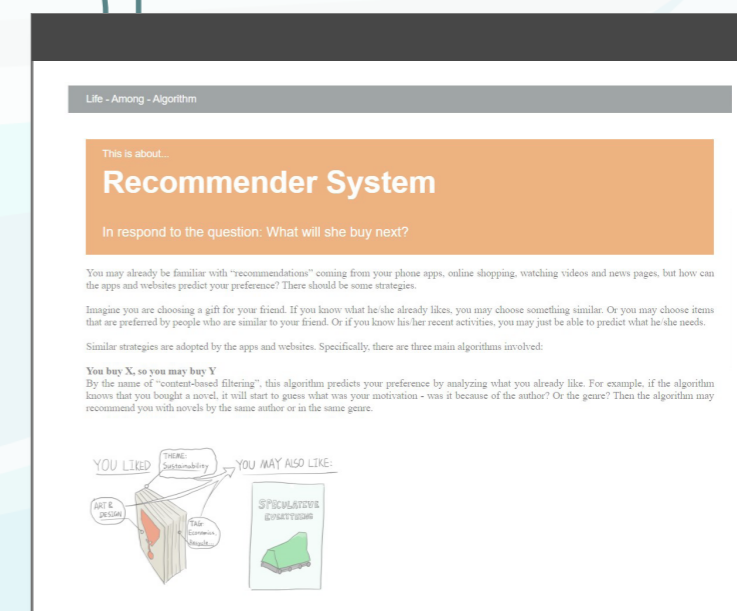 Life - Among - Algorithm
This is about...
Recommender System
In respond to the question: What will she buy next?
You may already be familiar with “recommendations” coming from your phone apps, online shopping, watching videos and news pages, but how can
the apps and websites predict your preference? There should be some strategies.
Imagine you are choosing a gift for your friend. If you know what he/she already likes, you may choose something similar. Or you may choose items
that are preferred by people who are similar to your friend. Or if you know his/her recent activities, you may just be able to predict what he/she needs.
Similar strategies are adopted by the apps and websites. Specifically, there are three main algorithms involved:
You buy X, so you may buy Y
By the name of “content-based filtering”, this algorithm predicts your preference by analyzing what you already like. For example, if the algorithm
knows that you bought a novel, it will start to guess what was your motivation - was it because of the author? Or the genre? Then the algorithm may
recommend you with novels by the same author or in the same genre.
YOU LIKED
THEME:
Sustainability
YOU MAY ALSO LIKE:
ART &
DESIGN
TAG:
Economics,
SPECULATIVE
EVERYTHING